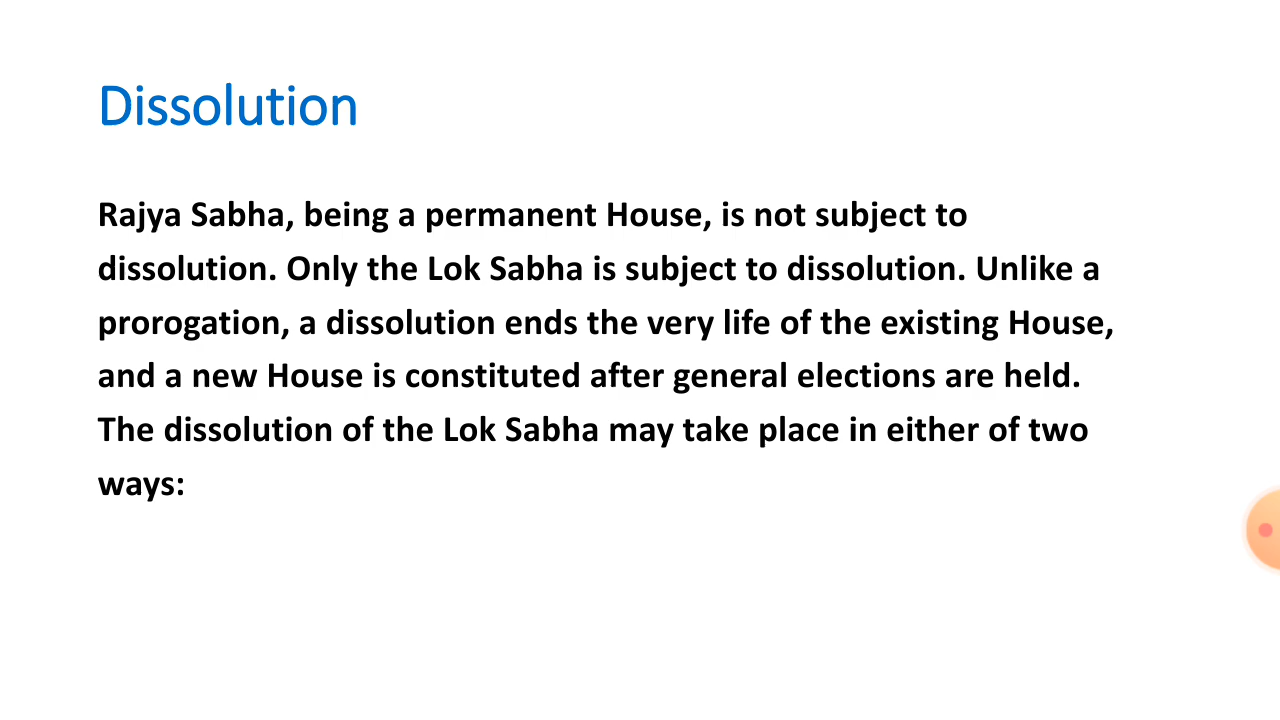 Dissolution
Rajya Sabha, being a permanent House, is not subject to
dissolution. Only the Lok Sabha is subject to dissolution. Unlike a
prorogation, a dissolution ends the very life of the existing House,
and a new House is constituted after general elections are held.
The dissolution of the Lok Sabha may take place in either of two
ways: